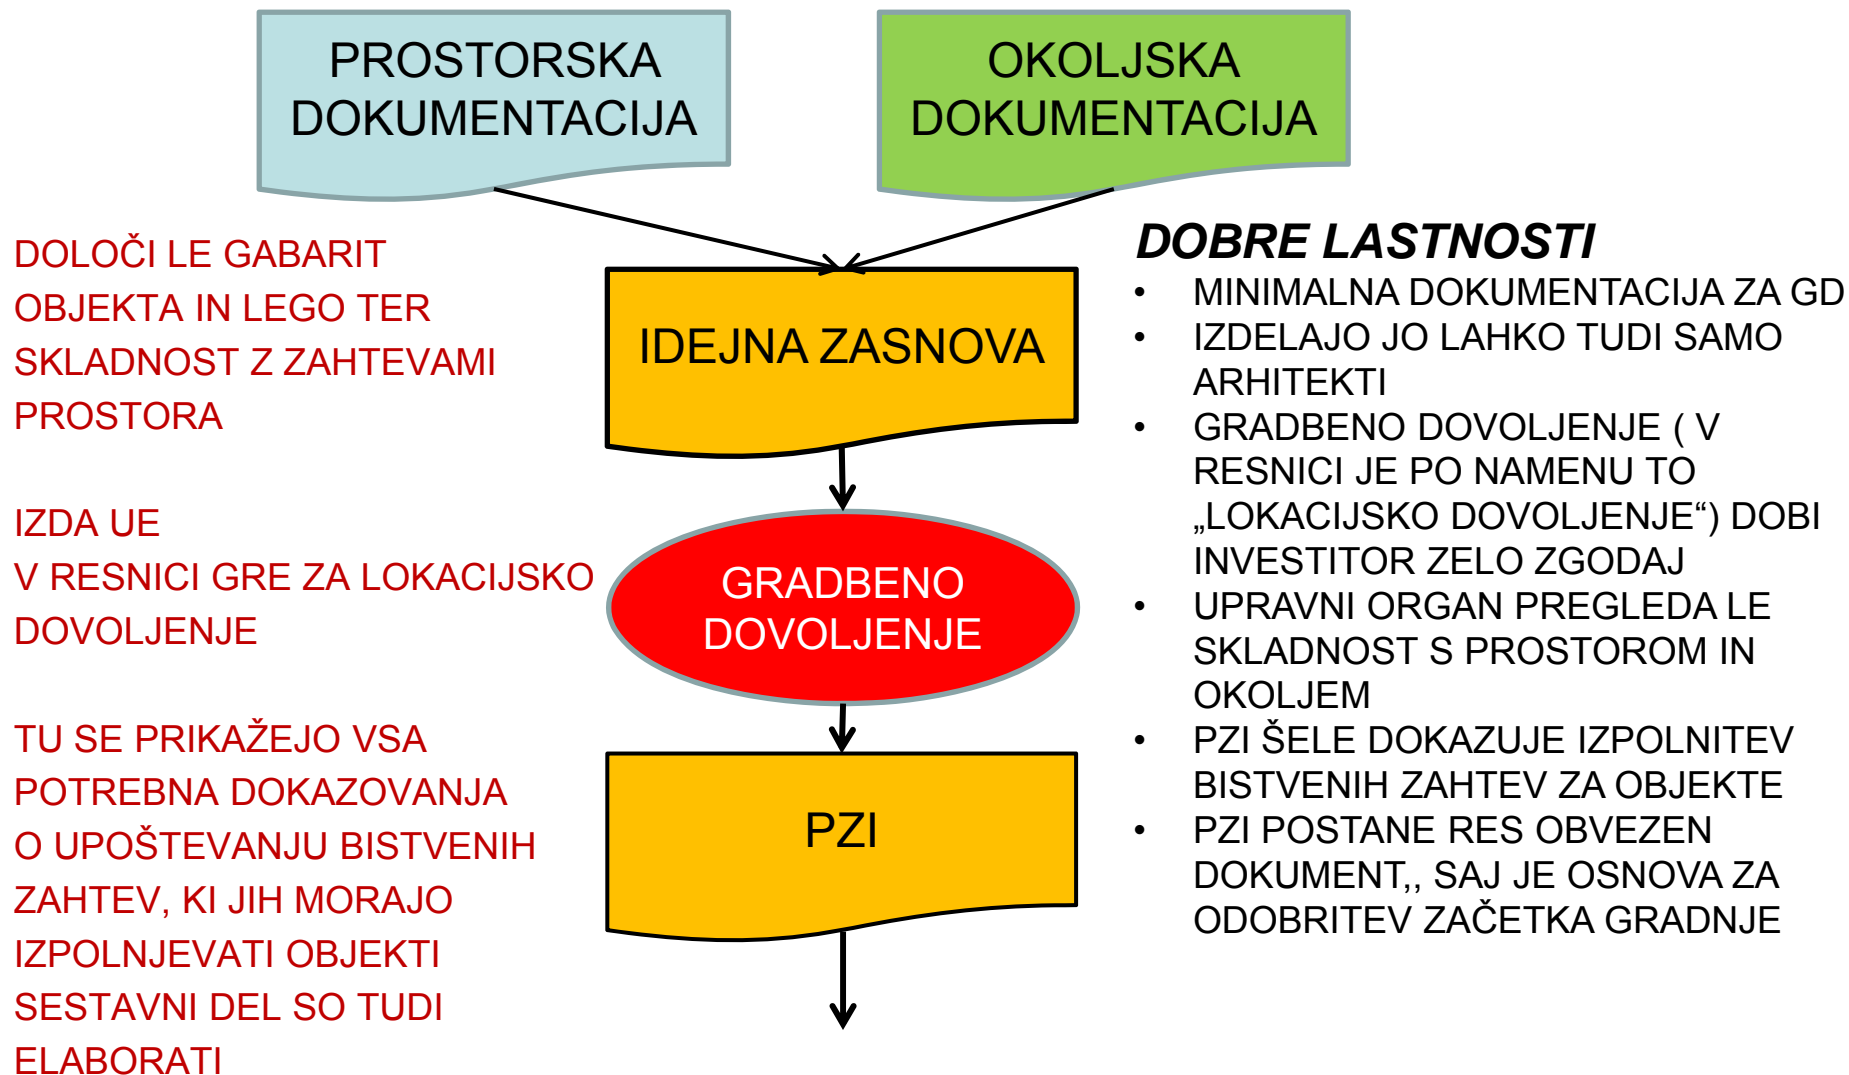 PROSTORSKA
DOKUMENTACIJA
OKOLJSKA
DOKUMENTACIJA
DOLOČI LE GABARIT
OBJEKTA IN LEGO TER
SKLADNOST Z ZAHTEVAMI
PROSTORA
IZDA UE
V RESNICI GRE ZA LOKACIJSKO
DOVOLJENJE
TU SE PRIKAŽEJO VSA
POTREBNA DOKAZOVANJA
O UPOŠTEVANJU BISTVENIH
ZAHTEV, KI JIH MORAJO
IZPOLNJEVATI OBJEKTI
SESTAVNI DEL SO TUDI
ELABORATI
IDEJNA ZASNOVA
GRADBENO
DOVOLJENJE
PZI
DOBRE LASTNOSTI
• MINIMALNA DOKUMENTACIJA ZA GD
• IZDELAJO JO LAHKO TUDI SAMO
ARHITEKTI
• GRADBENO DOVOLJENJE ( V
RESNICI JE PO NAMENU TO
„LOKACIJSKO DOVOLJENJE“) DOBI
INVESTITOR ZELO ZGODAJ
• UPRAVNI ORGAN PREGLEDA LE
SKLADNOST S PROSTOROM IN
OKOLJEM
• PZI ŠELE DOKAZUJE IZPOLNITEV
BISTVENIH ZAHTEV ZA OBJEKTE
• PZI POSTANE RES OBVEZEN
DOKUMENT,, SAJ JE OSNOVA ZA
ODOBRITEV ZAČETKA GRADNJE